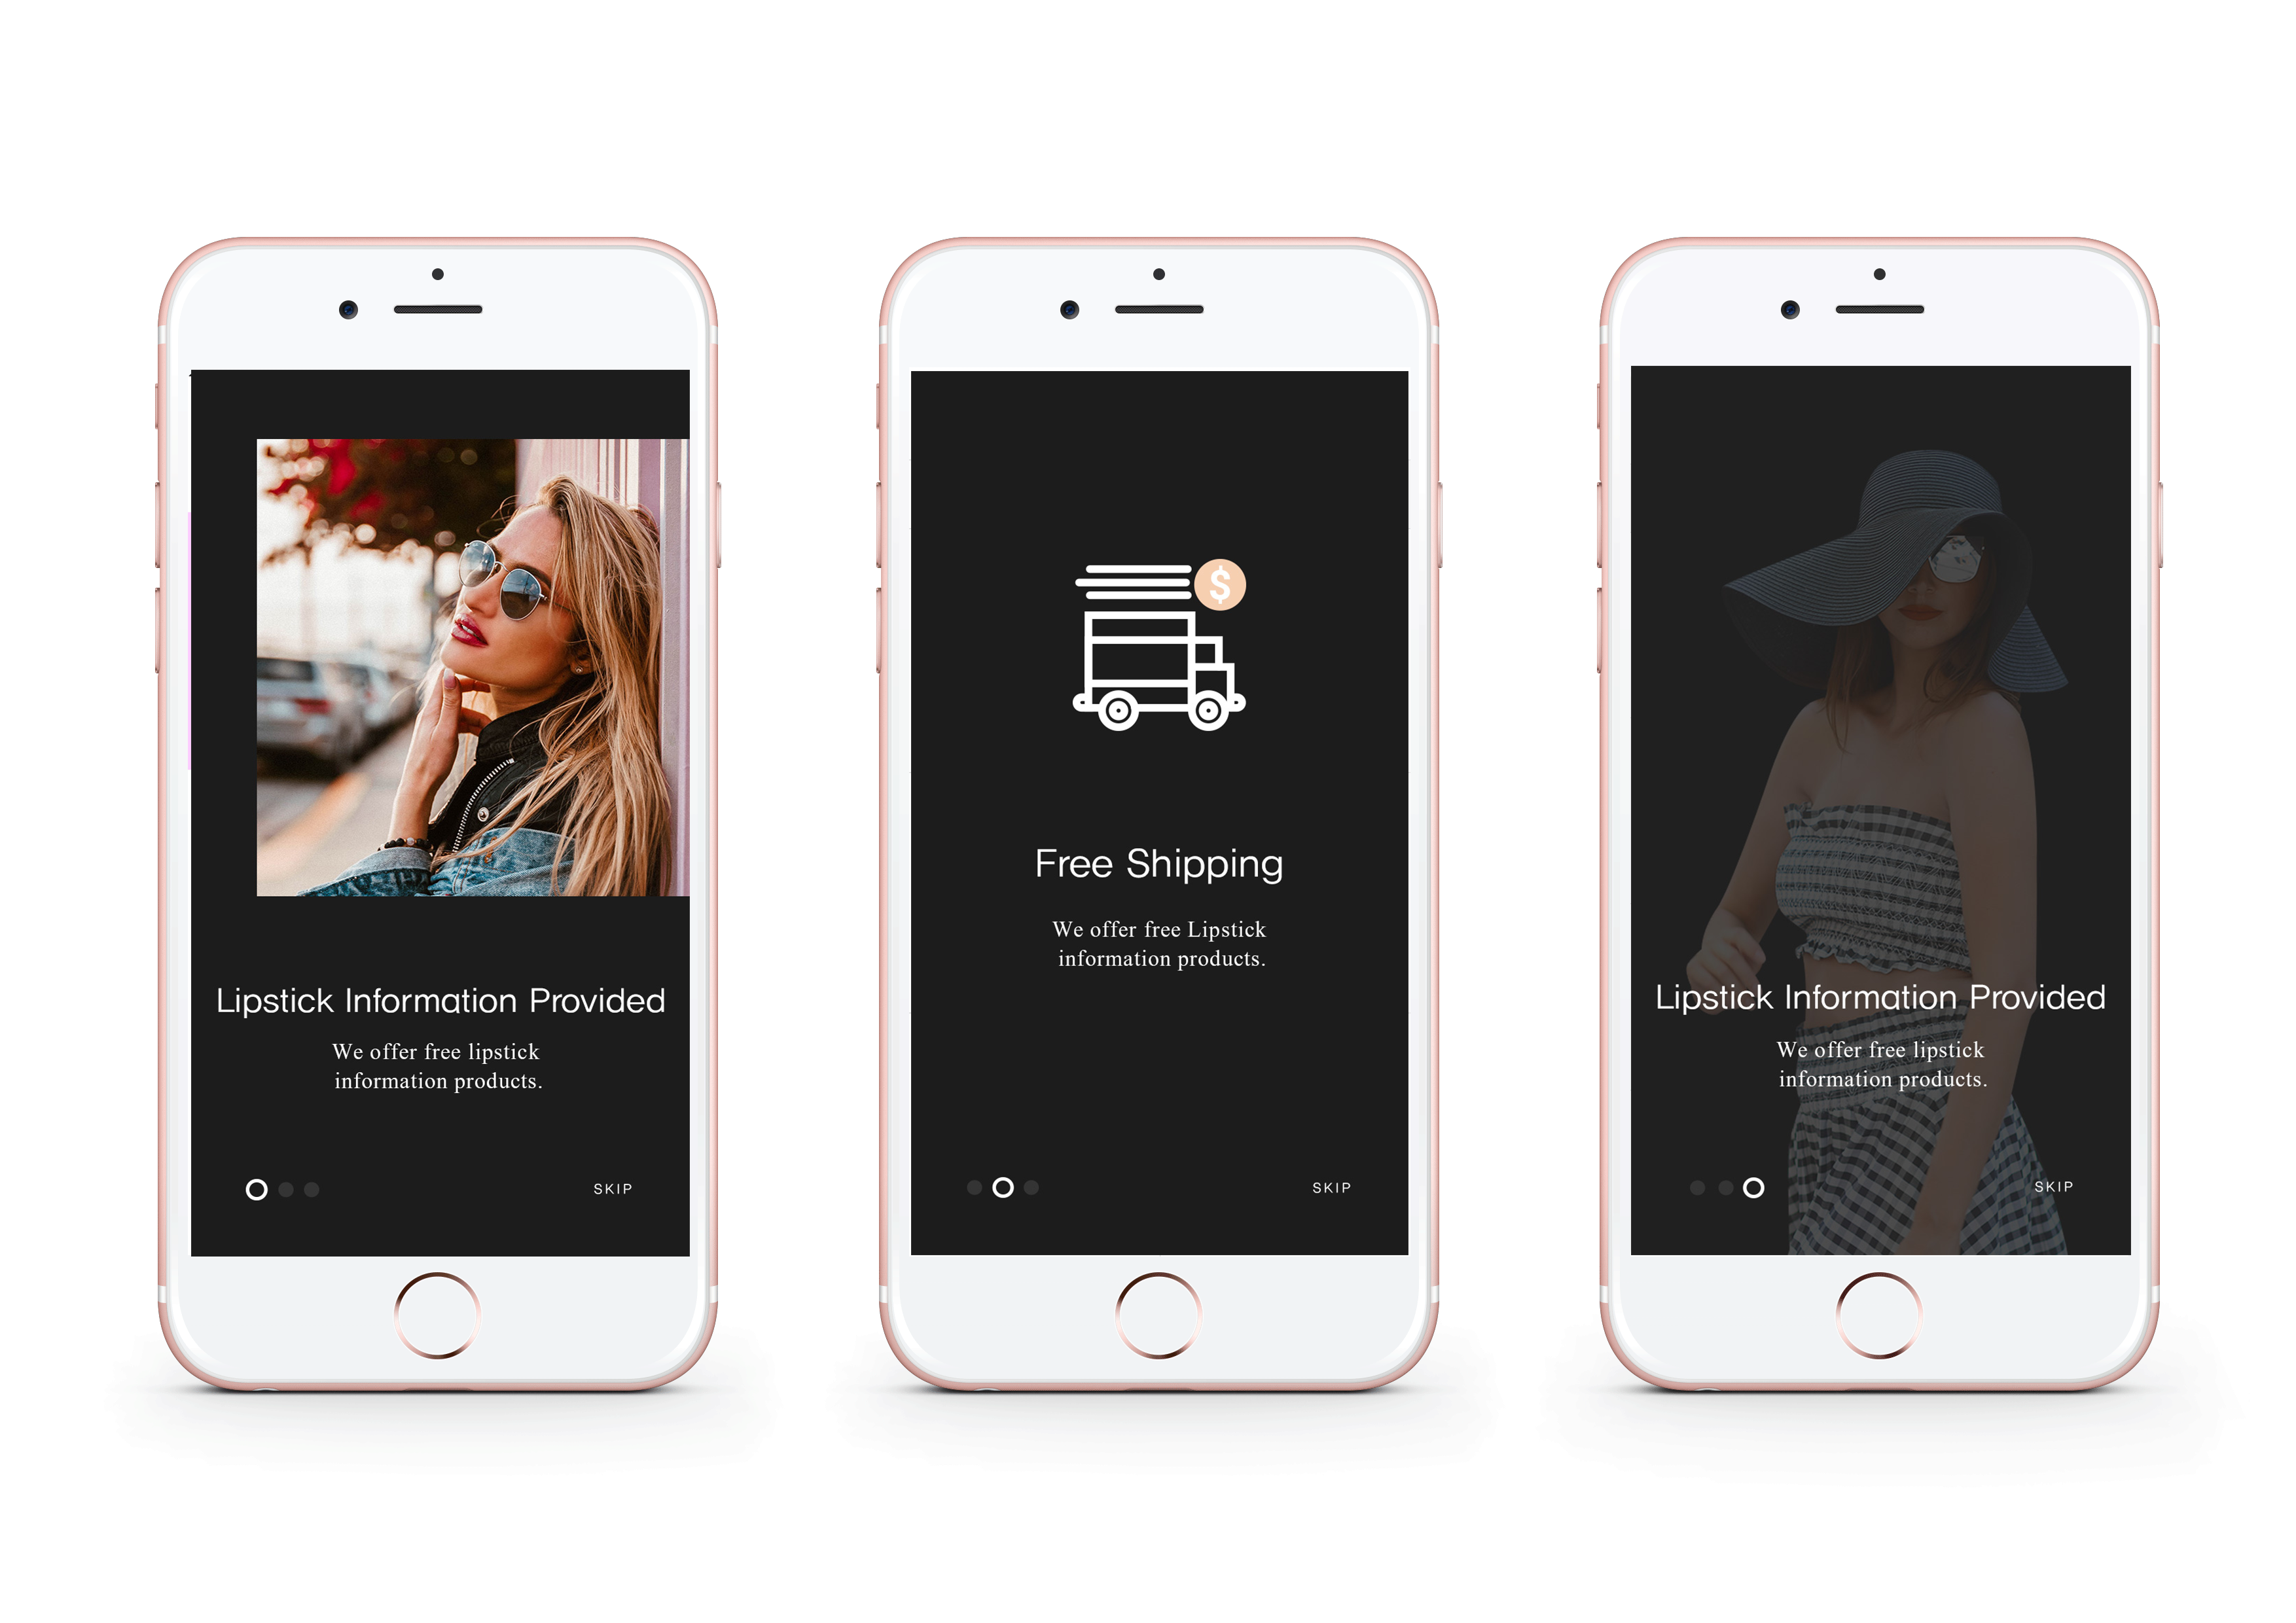 Lipstick Information Provided
We offer free lipstick
information products.
SKIP
$
Free Shipping
We offer free Lipstick
information products.
SKIP
Lipstick Information Provided
We offer free lipstick
information products.
SKIP